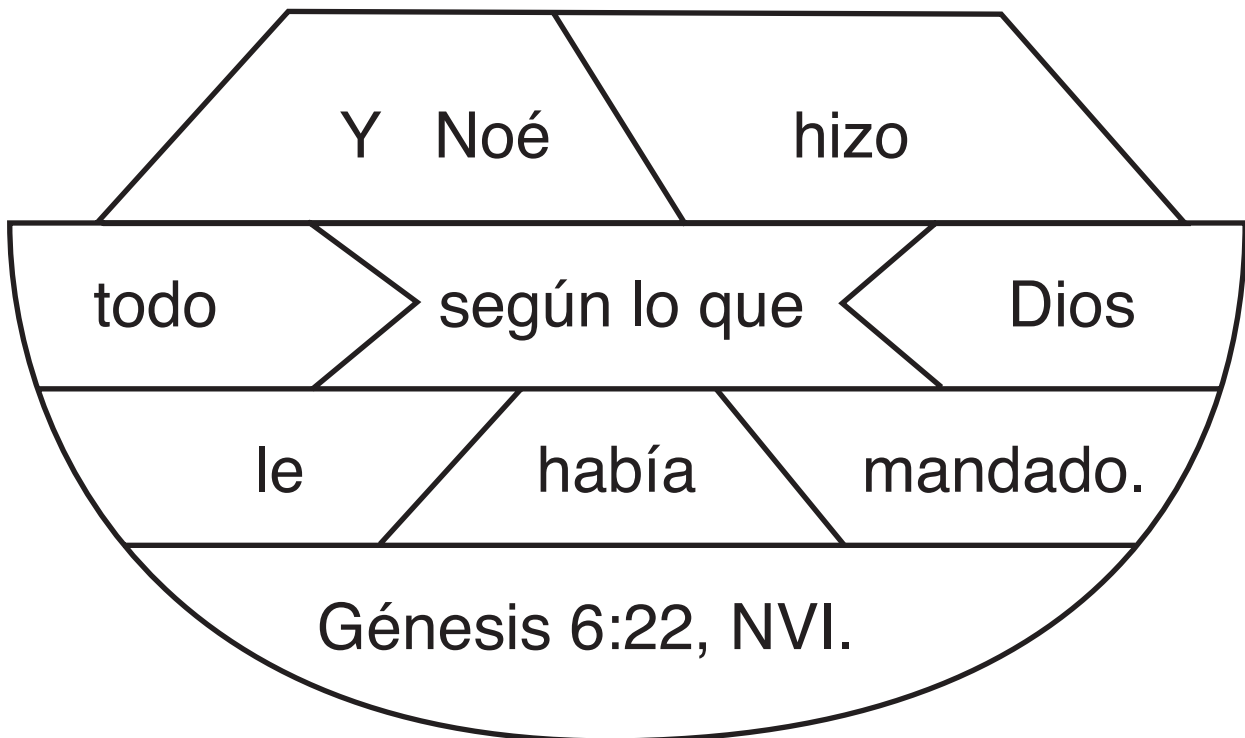 Y Noé hizo
todo según lo que Dios
le había mandado.
Génesis 6:22, NVI.